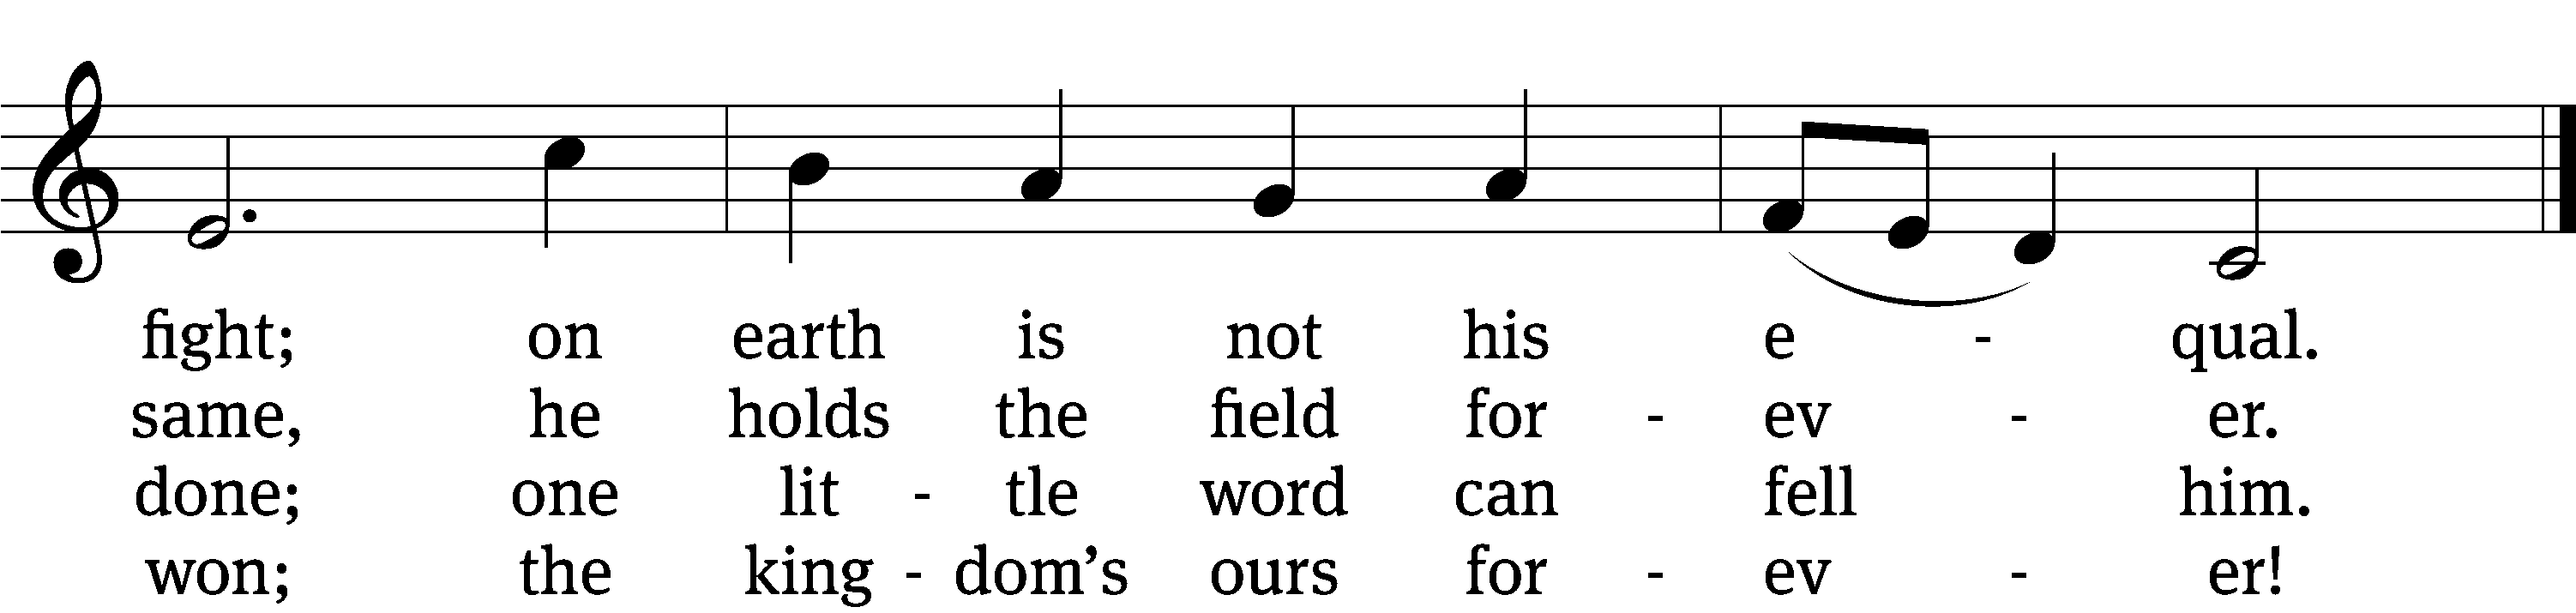 fight; on earth is not his e - qual.
same, he holds the field for - ev - er.
done; one lit - tle word can fell him.
won; the king - dom’s ours for - ev - er!